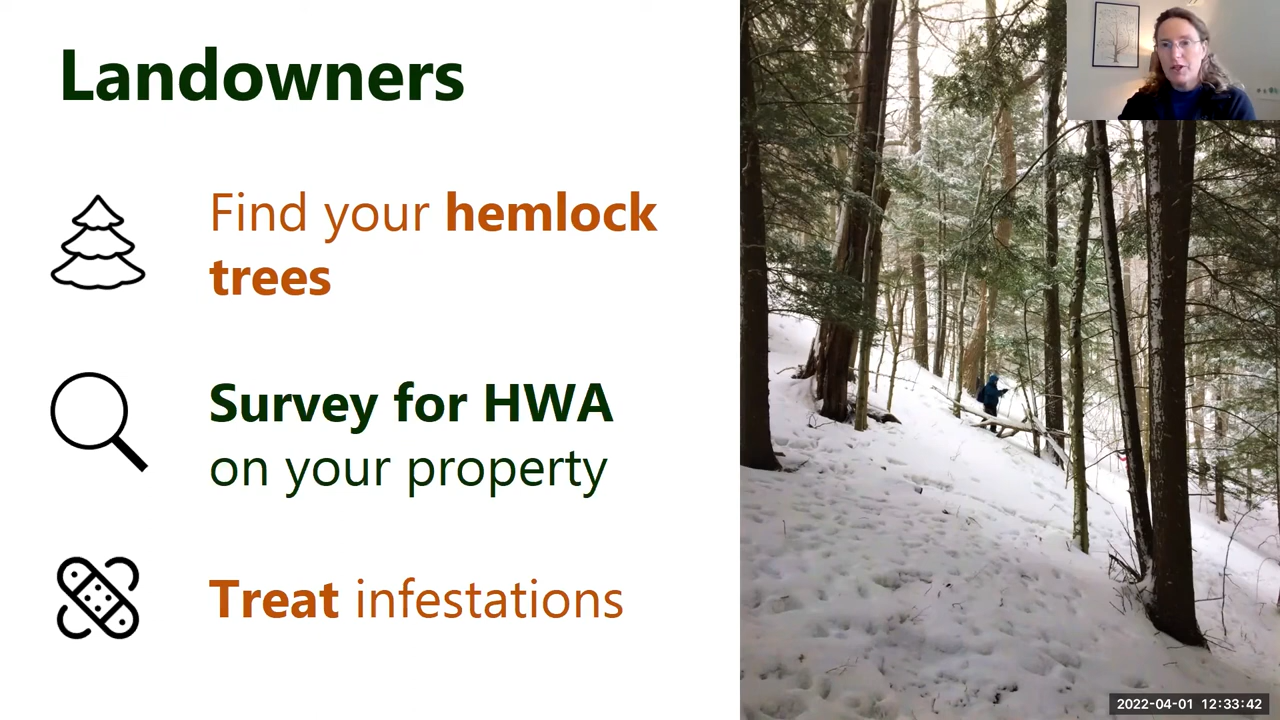 Landowners
Find your hemlock
trees
Survey for HWA
on your property
Treat infestations
2022-04-01 12:33:42